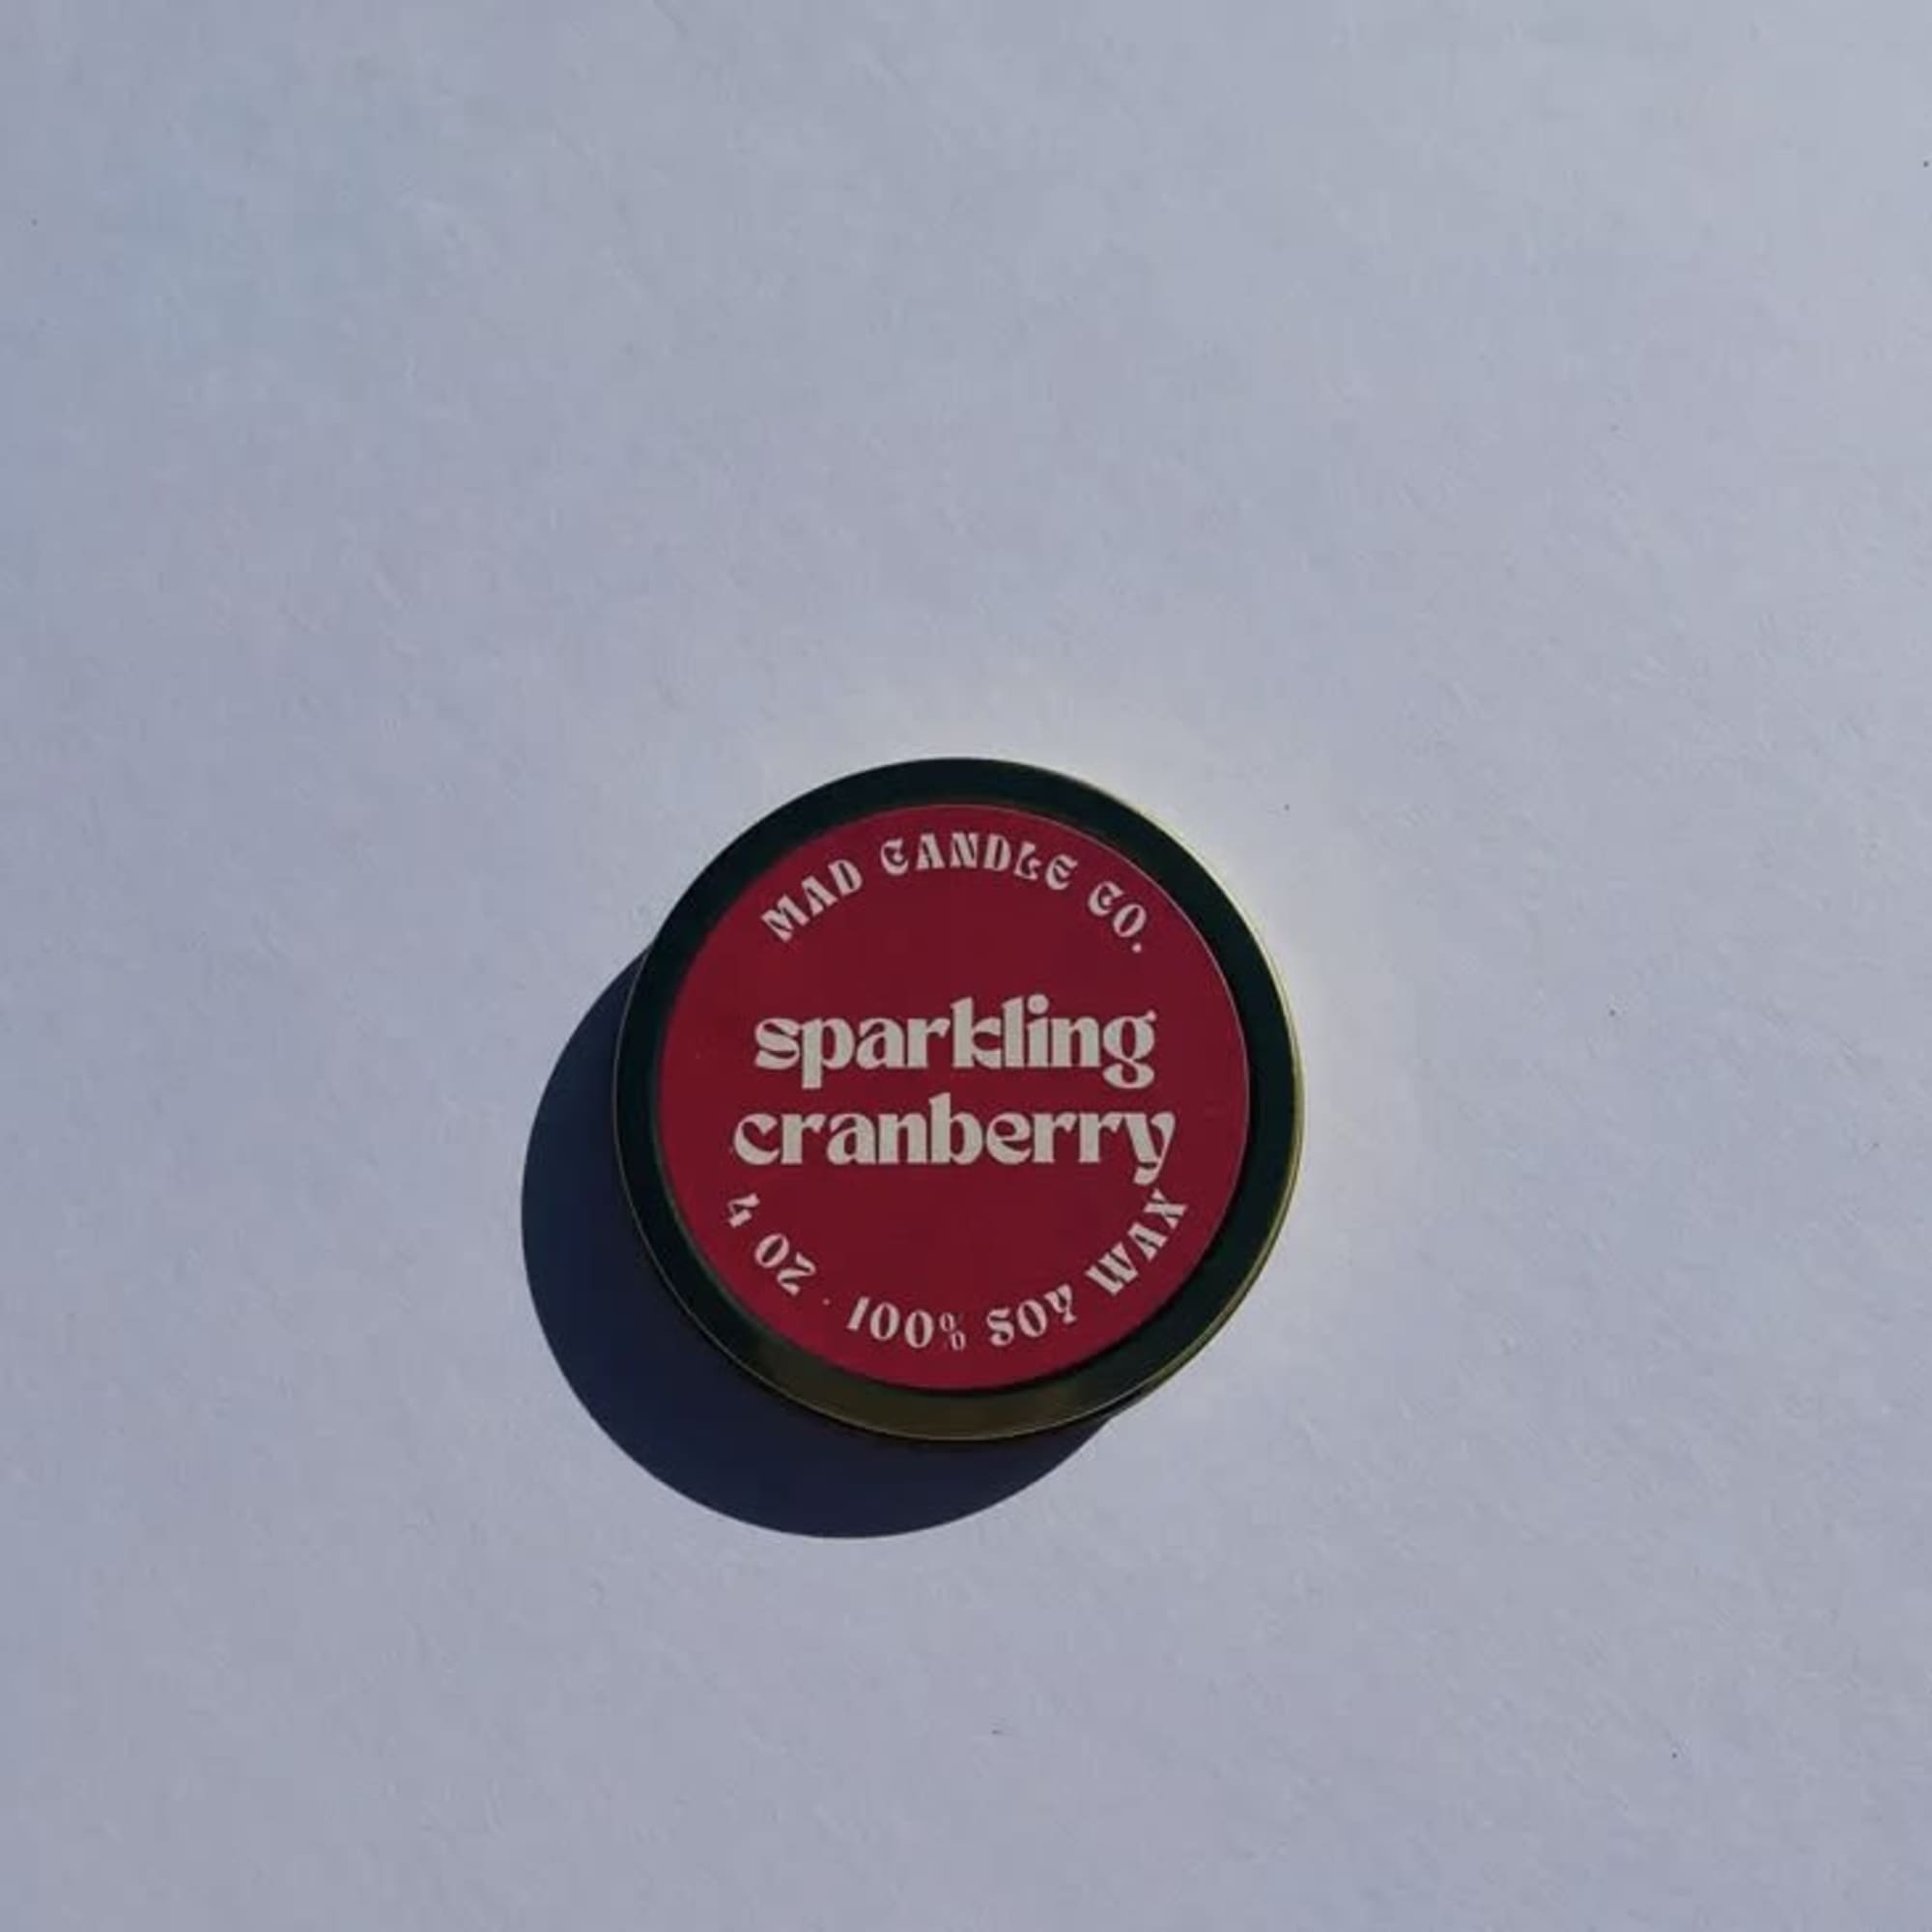 MAD CANDLE CO.
sparkling
cranberry
4 OZ · 100% SOY WAX